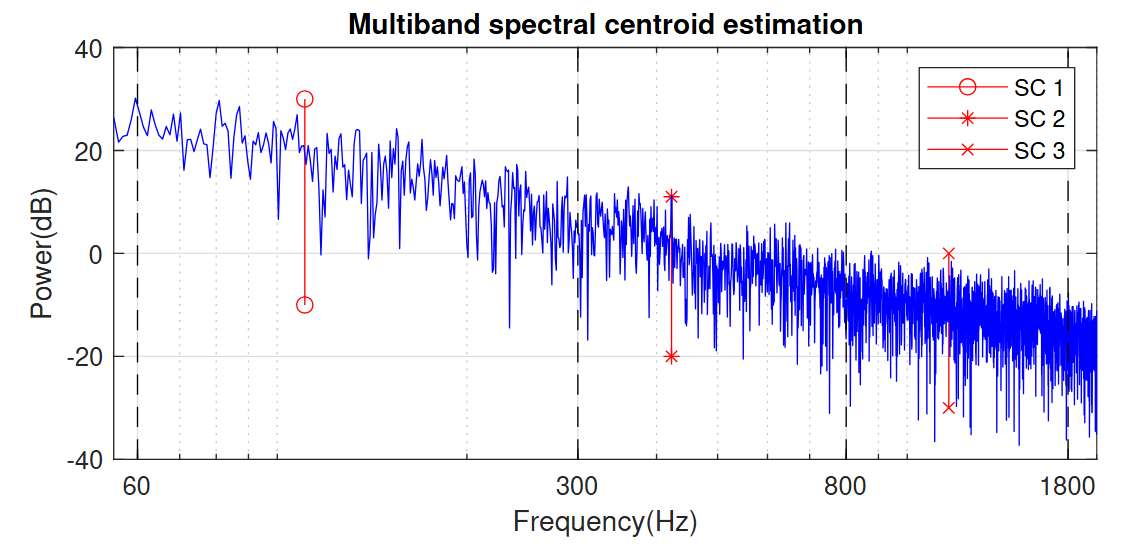 Multiband spectral centroid estimation
40
20
0
-20
-40
Power(dB)
SC 1
SC 2
SC 3
60
300
800
1800
Frequency(Hz)